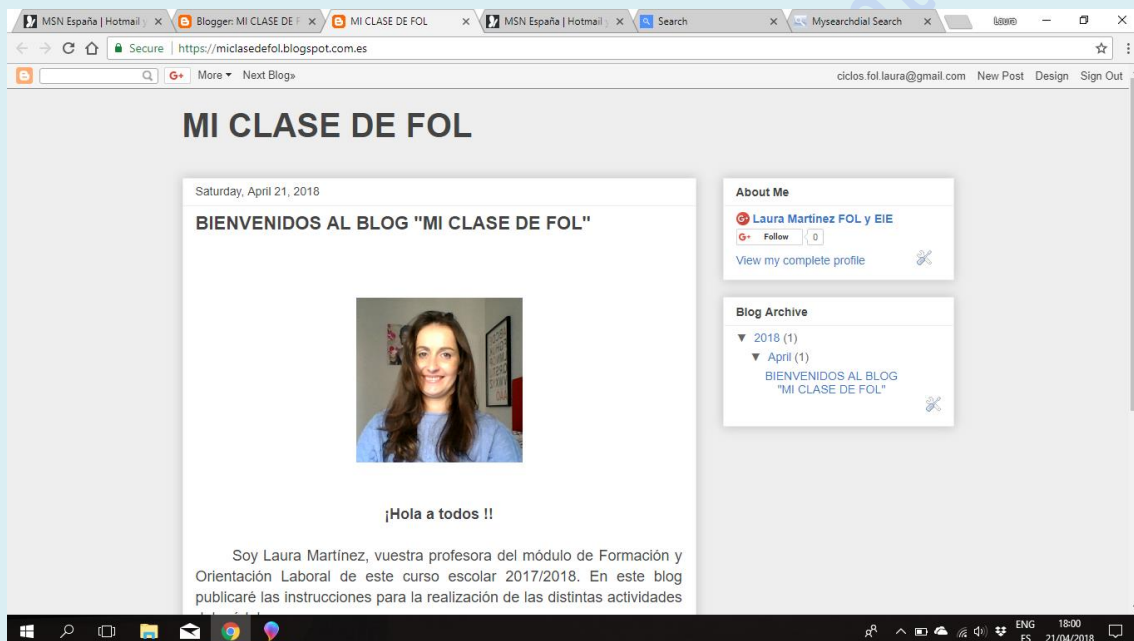 MSN España | Hotmail y
Blogger: MI CLASE DE F
MI CLASE DE FOL
MSN España | Hotmail y
Search
Mysearchdial Search
Laura
Secure | https://miclasedefol.blogspot.com.es
G+ More Next Blog»
ciclos.fol.laura@gmail.com New Post Design Sign Out
MI CLASE DE FOL
Saturday, April 21, 2018
BIENVENIDOS AL BLOG "MI CLASE DE FOL"
¡Hola a todos !!
Soy Laura Martínez, vuestra profesora del módulo de Formación y
Orientación Laboral de este curso escolar 2017/2018. En este blog
publicaré las instrucciones para la realización de las distintas actividades
About Me
G+ Laura Martínez FOL y EIE
G+ Follow 0
View my complete profile
Blog Archive
▼ 2018 (1)
▼ April (1)
BIENVENIDOS AL BLOG
"MI CLASE DE FOL"
ENG 18:00
ES 21/04/2018